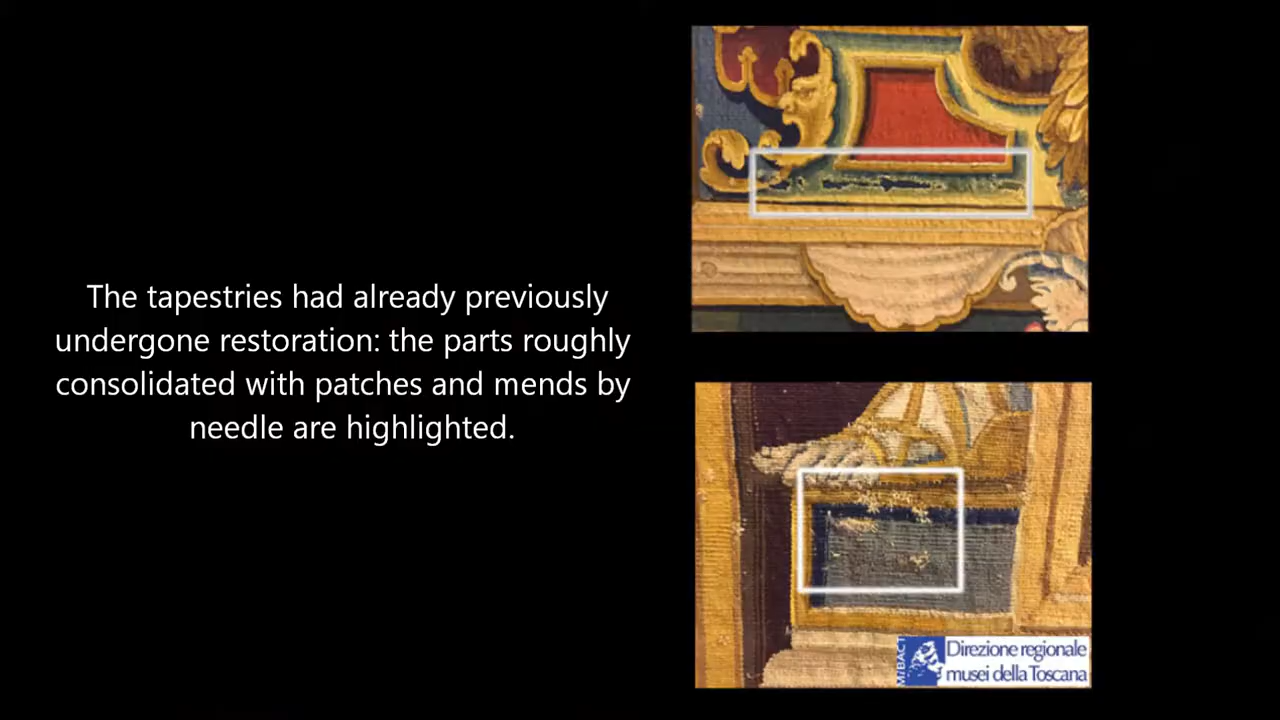 The tapestries had already previously
undergone restoration: the parts roughly
consolidated with patches and mends by
needle are highlighted.
MiBACT
Direzione regionale
musei della Toscana